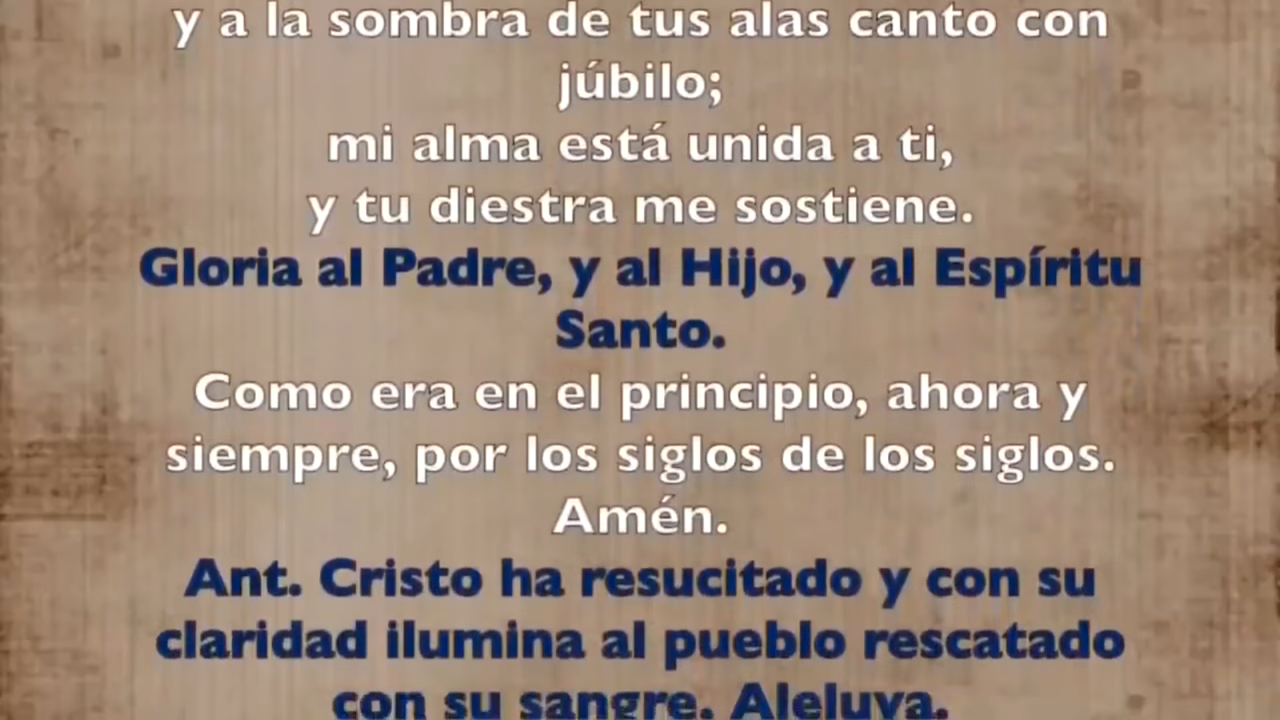 y a la sombra de tus alas canto con
júbilo;
mi alma está unida a ti,
y tu diestra me sostiene.
Gloria al Padre, y al Hijo, y al Espíritu
Santo.
Como era en el principio, ahora y
siempre, por los siglos de los siglos.
Amén.
Ant. Cristo ha resucitado y con su
claridad ilumina al pueblo rescatado
con su sangre. Aleluya.